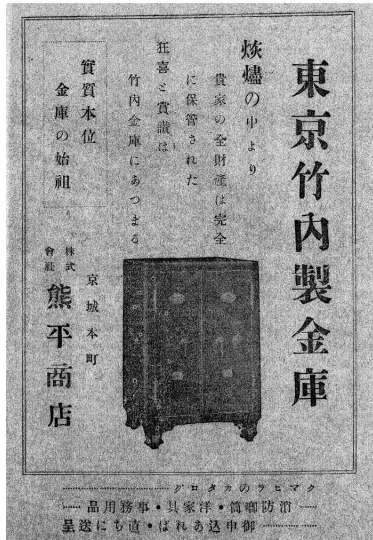 東京竹內製金庫
焱燼の中より
貴家の全財産は完全
に保管された
狂喜と賞讃は
竹內金庫にあつまる
實質本位
金庫の始祖
京城本町
株式
會社
熊平商店
クマヒラのカタログ
品用務事・具家洋・筒喞防消
呈送にち直・ばれあ込申御